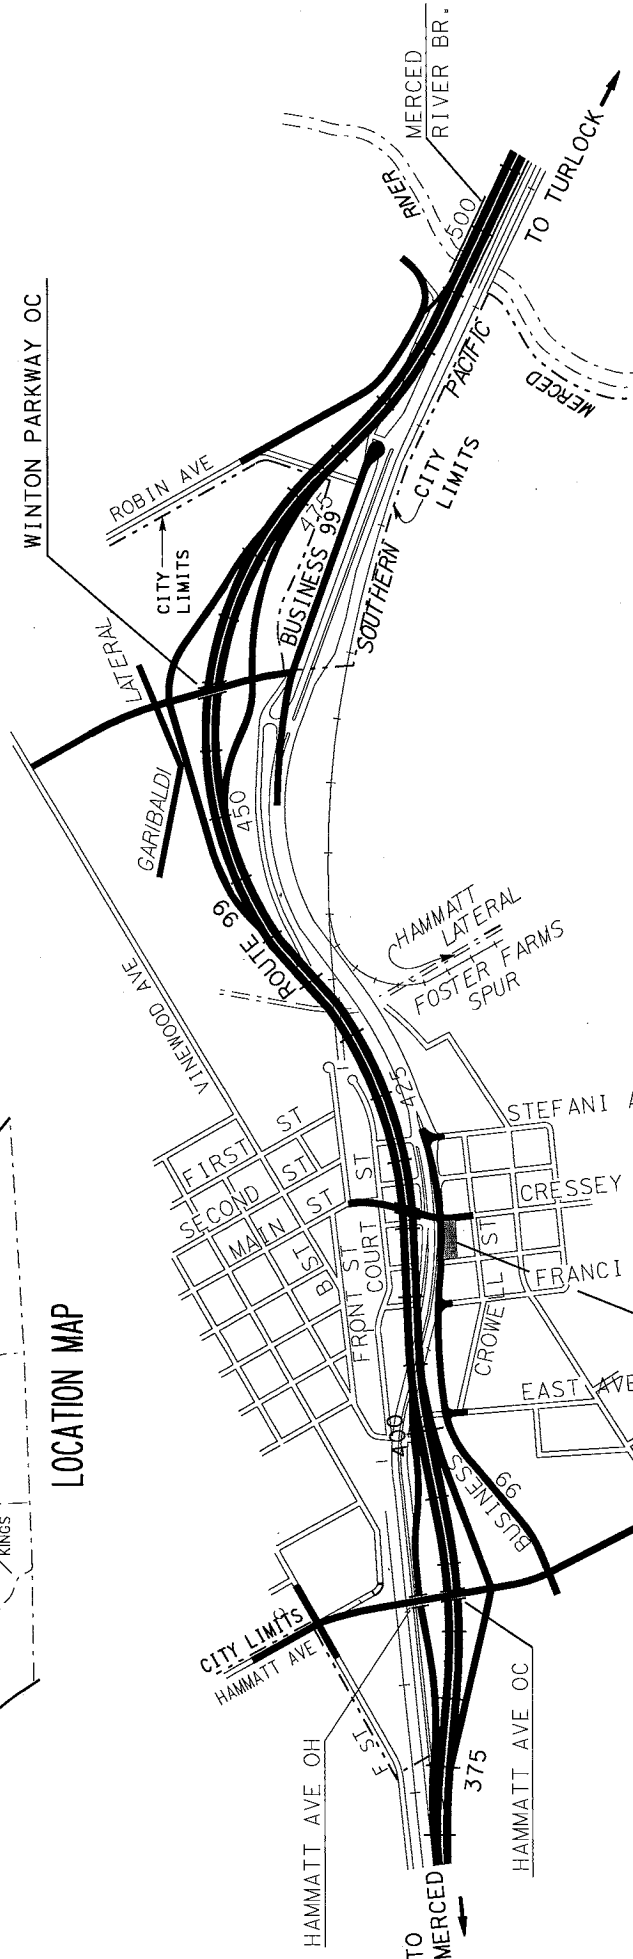 MERCED
RIVER BR.
TO TURLOCK
RIVER
500
WINTON PARKWAY OC
PACIFIC
MERCED
ROBIN AVE
CITY
LIMITS
CITY
LIMITS
475
BUSINESS 99
SOUTHERN
LATERAL
GARIBALDI
450
ROUTE 99
HAMMATT
LATERAL
FOSTER FARMS
SPUR
VINEWOOD AVE
425
FIRST ST
SECOND ST
MAIN ST
B ST
FRONT ST
COURT ST
STEFANI A
CRESSEY
FRANCI
CROWELL ST
EAST AVE
LOCATION MAP
KINGS
400
BUSINESS
99
CITY LIMITS
HAMMATT AVE
F ST
HAMMATT AVE OH
375
HAMMATT AVE OC
TO
MERCED